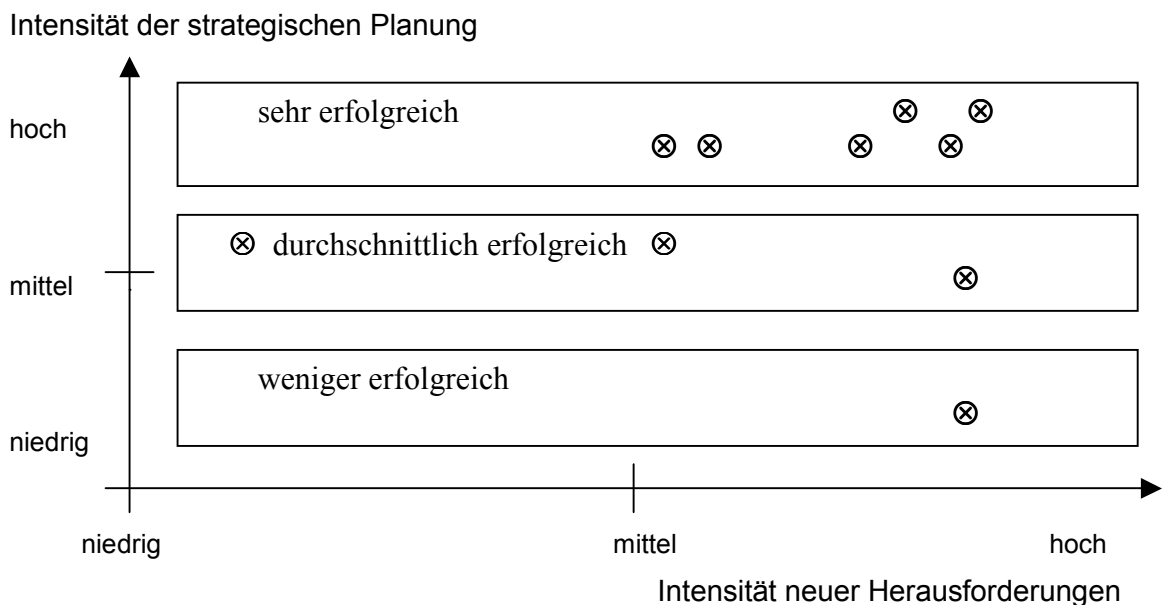 Intensität der strategischen Planung
hoch
sehr erfolgreich
mittel
durchschnittlich erfolgreich
niedrig
weniger erfolgreich
niedrig mittel hoch
Intensität neuer Herausforderungen